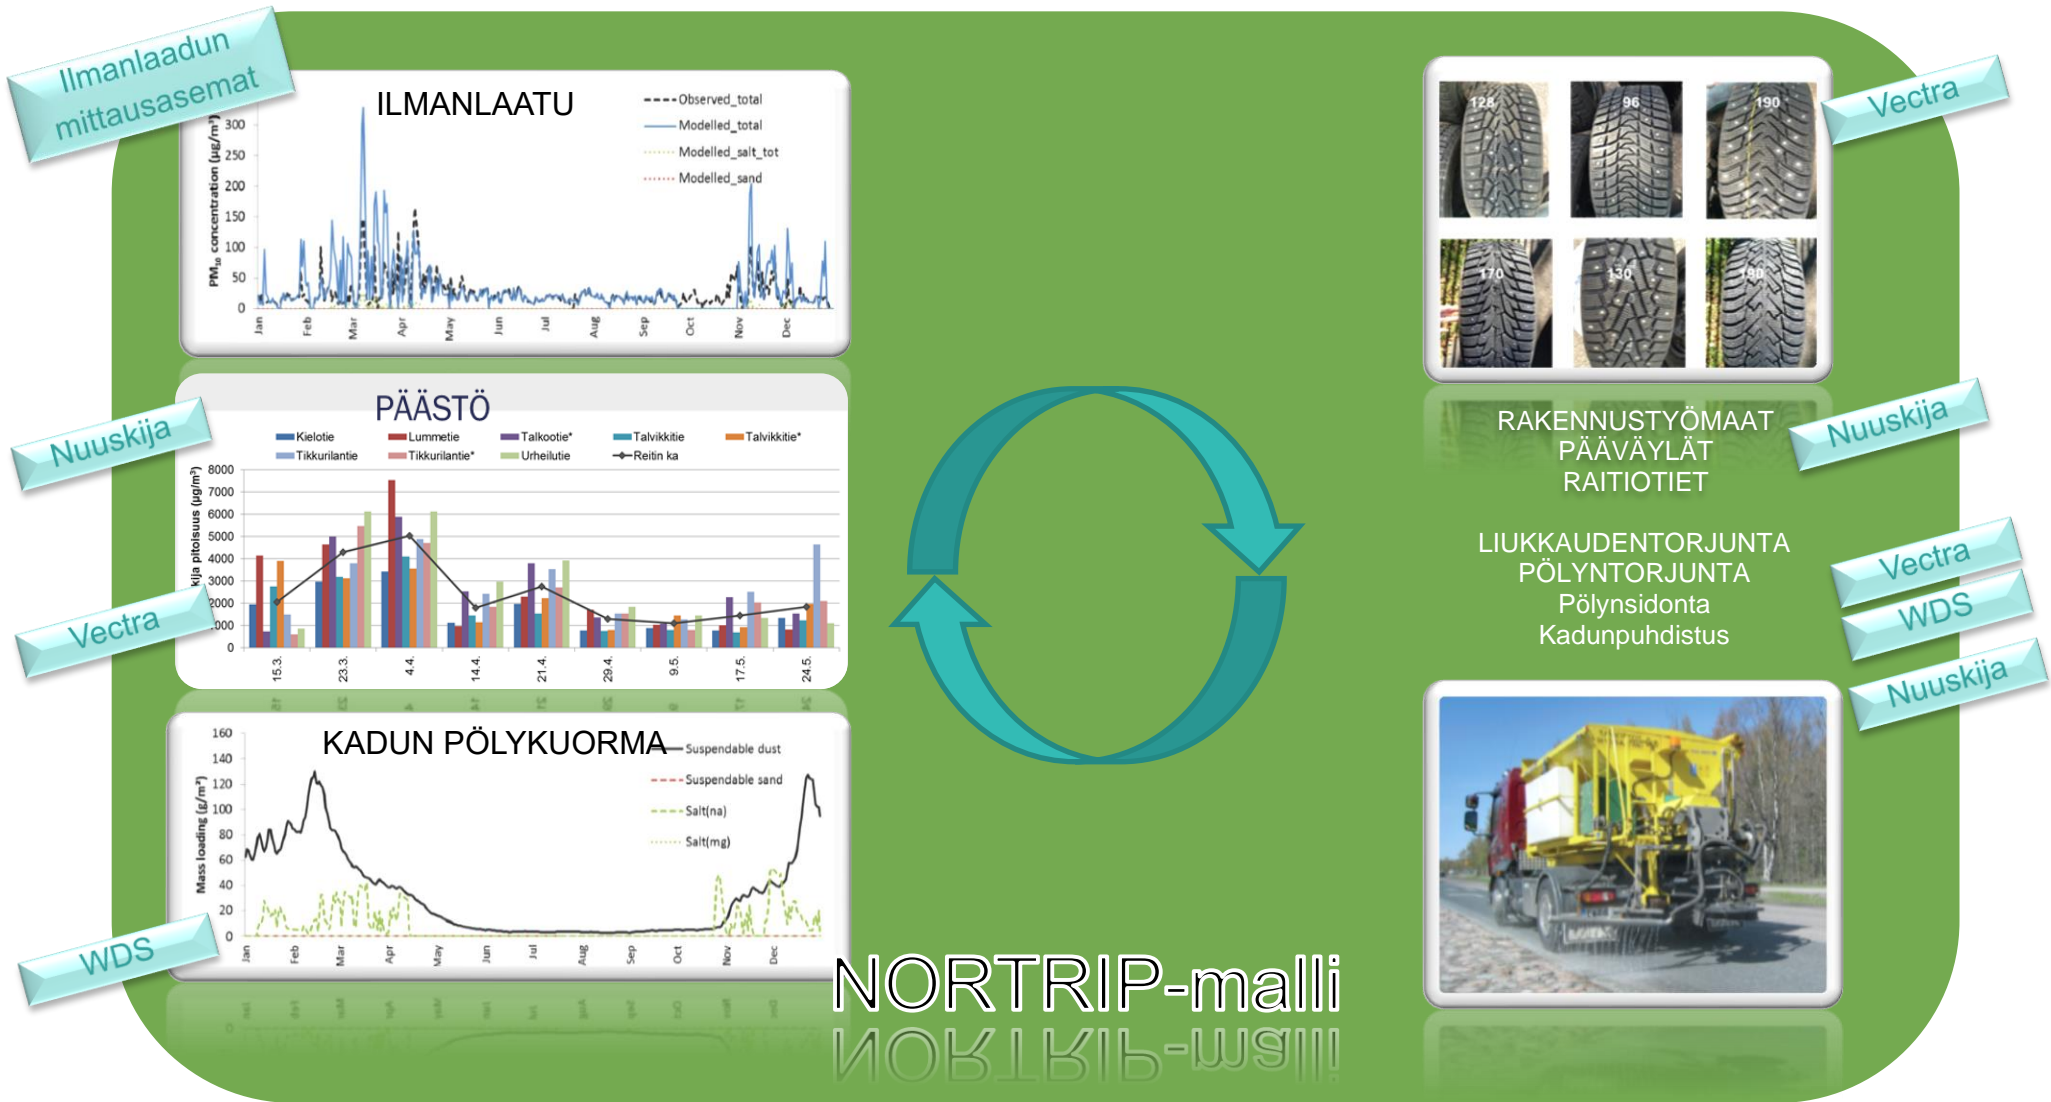 Ilmanlaadun
mittausasemat
ILMANLAATU
Observed_total
Modelled_total
Modelled_salt_tot
Modelled_sand
PM₁₀ concentration (µg/m³)
300
250
200
150
100
50
0
Jan Feb Mar Apr May Jun Jul Aug Sep Oct Nov Dec
Nuuskija
PÄÄSTÖ
Kielotie Lummetie Talkootie* Talvikkitie Talvikkitie*
Tikkurilantie Tikkurilantie* Urheilutie Reitin ka
kija pitoisuus (µg/m³)
8000
7000
6000
5000
4000
3000
2000
000
0
15.3. 23.3. 4.4. 14.4. 21.4. 29.4. 9.5. 17.5. 24.5.
Vectra
KADUN PÖLYKUORMA
Suspendable dust
Suspendable sand
Salt(na)
Salt(mg)
Mass loading (g/m²)
160
140
120
100
80
60
40
20
0
Jan Feb Mar Apr May Jun Jul Aug Sep Oct Nov Dec
WDS
NORTRIP-malli
128 96 190
170 130 190
Vectra
RAKENNUSTYÖMAAT
PÄÄVÄYLÄT
RAITIOTIET
Nuuskija
LIUKKAUDENTORJUNTA
PÖLYNTORJUNTA
Pölynsidonta
Kadunpuhdistus
Vectra
WDS
Nuuskija